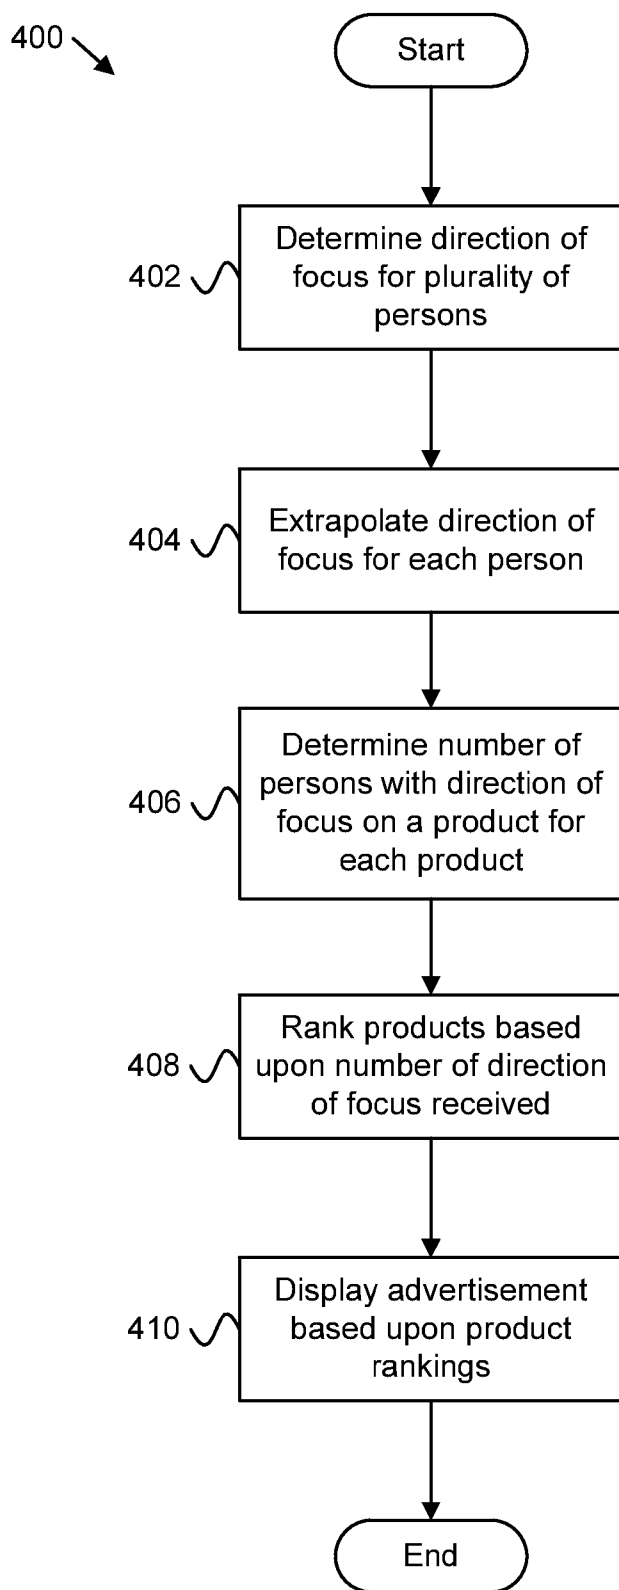 400
Start
402
Determine direction of
focus for plurality of
persons
404
Extrapolate direction of
focus for each person
406
Determine number of
persons with direction of
focus on a product for
each product
408
Rank products based
upon number of direction
of focus received
410
Display advertisement
based upon product
rankings
End